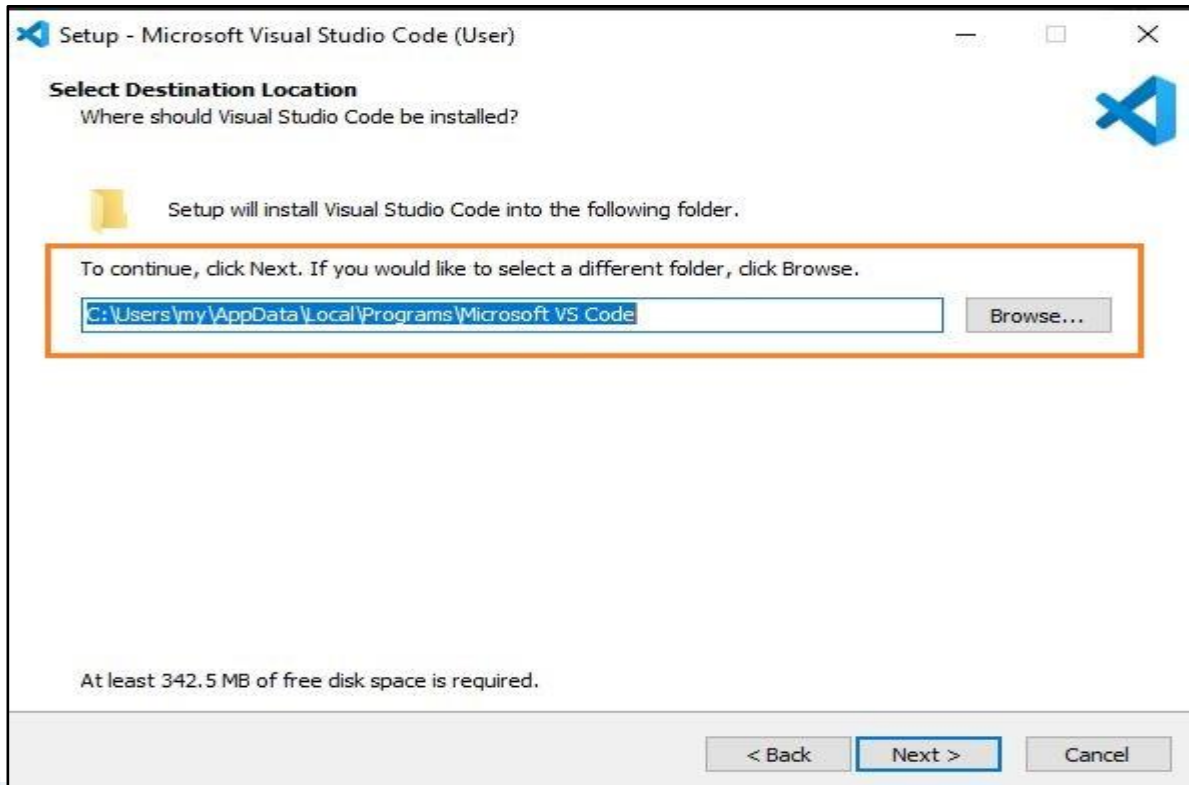 Setup - Microsoft Visual Studio Code (User)
Select Destination Location
Where should Visual Studio Code be installed?
Setup will install Visual Studio Code into the following folder.
To continue, click Next. If you would like to select a different folder, click Browse.
C:\Users\my\AppData\Local\Programs\Microsoft VS Code
Browse...
At least 342.5 MB of free disk space is required.
< Back
Next >
Cancel